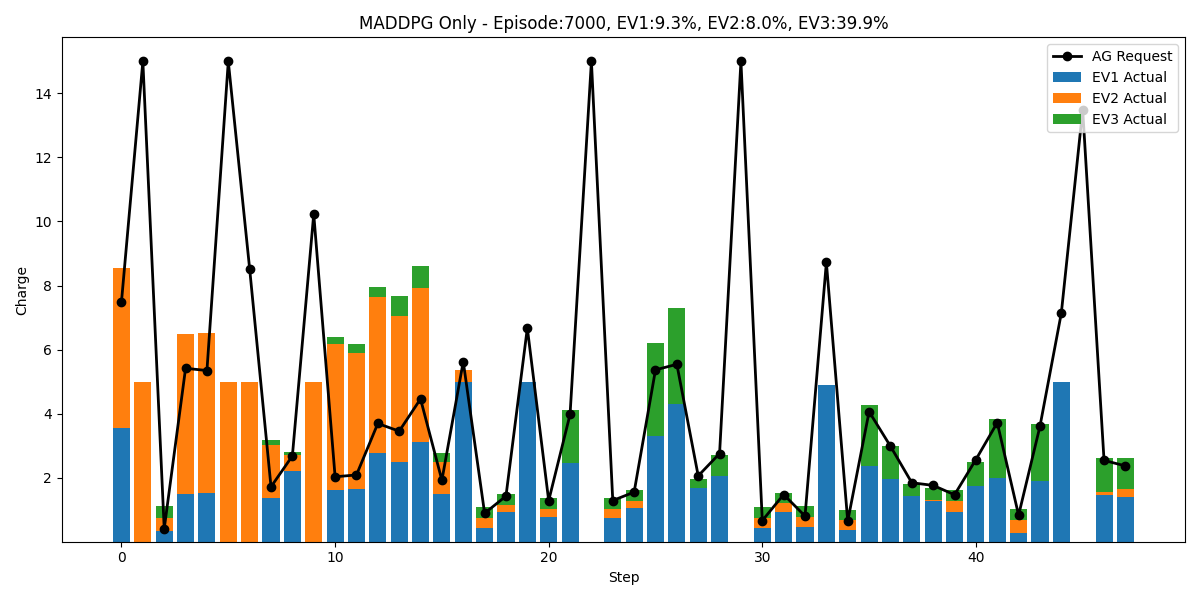 MADDPG Only - Episode:7000, EV1:9.3%, EV2:8.0%, EV3:39.9%
AG Request
EV1 Actual
EV2 Actual
EV3 Actual
Charge
14
12
10
8
6
4
2
0 10 20 30 40
Step